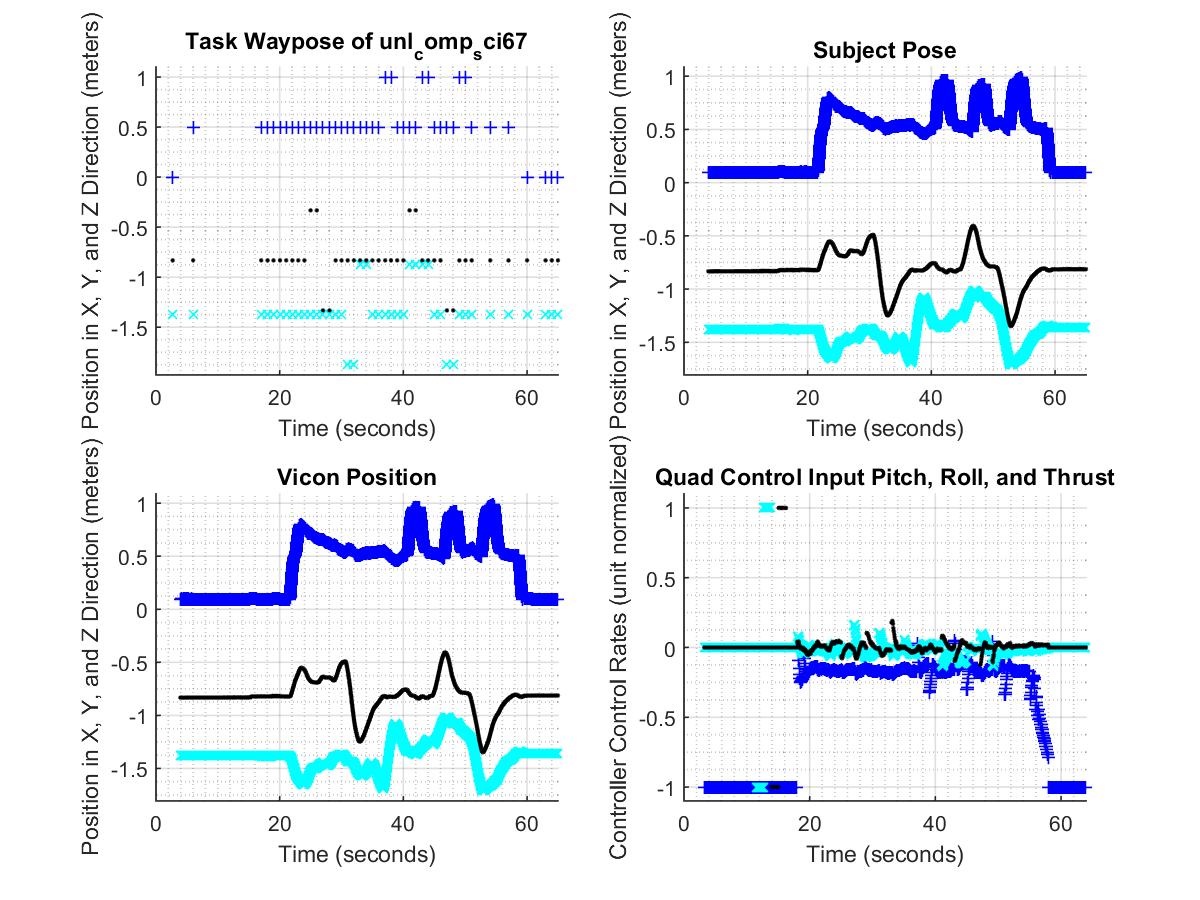 Task Waypose of unl_comp_sci67
Position in X, Y, and Z Direction (meters)
1
0.5
0
-0.5
-1
-1.5
0 20 40 60
Time (seconds)
Subject Pose
Position in X, Y, and Z Direction (meters)
1
0.5
0
-0.5
-1
-1.5
0 20 40 60
Time (seconds)
Vicon Position
Position in X, Y, and Z Direction (meters)
1
0.5
0
-0.5
-1
-1.5
0 20 40 60
Time (seconds)
Quad Control Input Pitch, Roll, and Thrust
Controller Control Rates (unit normalized)
1
0.5
0
-0.5
-1
0 20 40 60
Time (seconds)